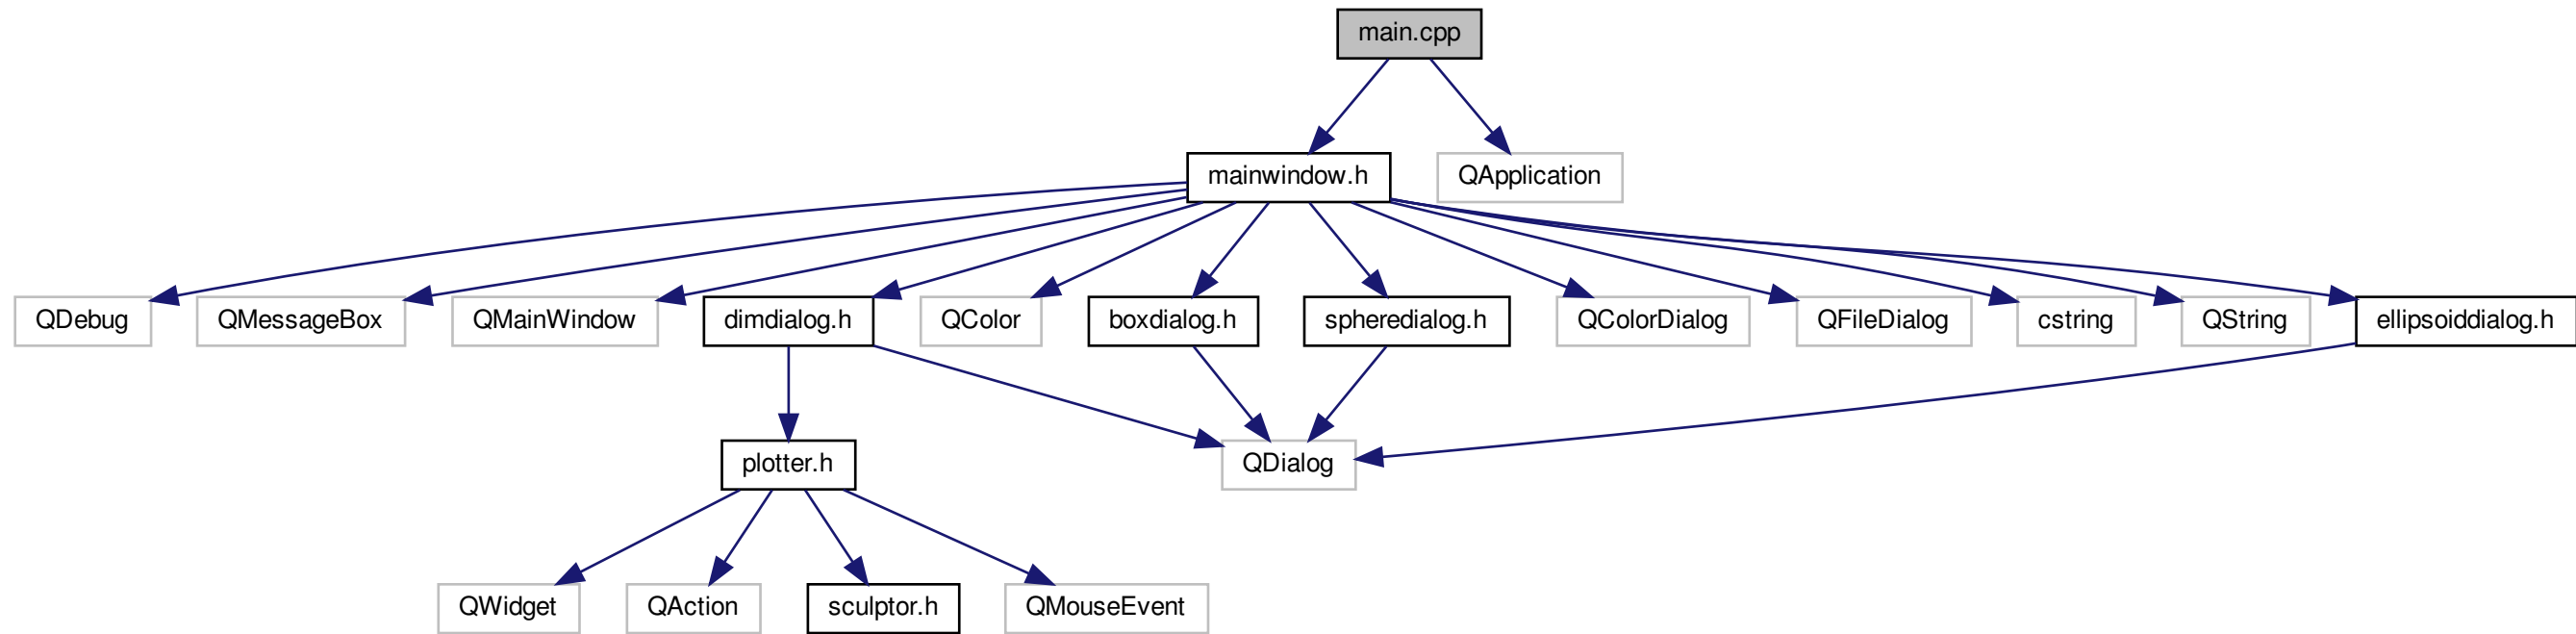 main.cpp
mainwindow.h
QApplication
QDebug
QMessageBox
QMainWindow
dimdialog.h
QColor
boxdialog.h
spheredialog.h
QColorDialog
QFileDialog
cstring
QString
ellipsoiddialog.h
plotter.h
QDialog
QWidget
QAction
sculptor.h
QMouseEvent